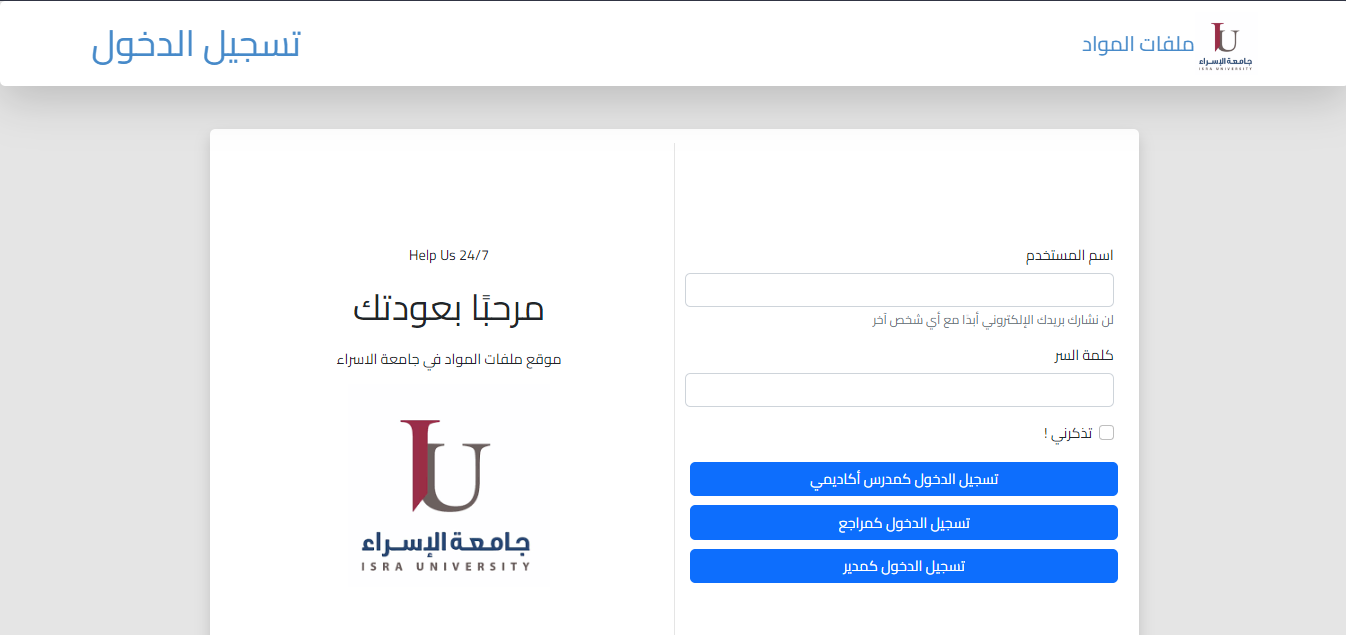 جامعة الإسراء
ISRA UNIVERSITY
ملفات المواد
تسجيل الدخول
اسم المستخدم
لن نشارك بريدك الإلكتروني أبدًا مع أي شخص آخر
كلمة السر
تذكرني !
تسجيل الدخول كمدرس أكاديمي
تسجيل الدخول كمراجع
تسجيل الدخول كمدير
Help Us 24/7
مرحبًا بعودتك
موقع ملفات المواد في جامعة الاسراء
IU
جامعة الإسراء
ISRA UNIVERSITY